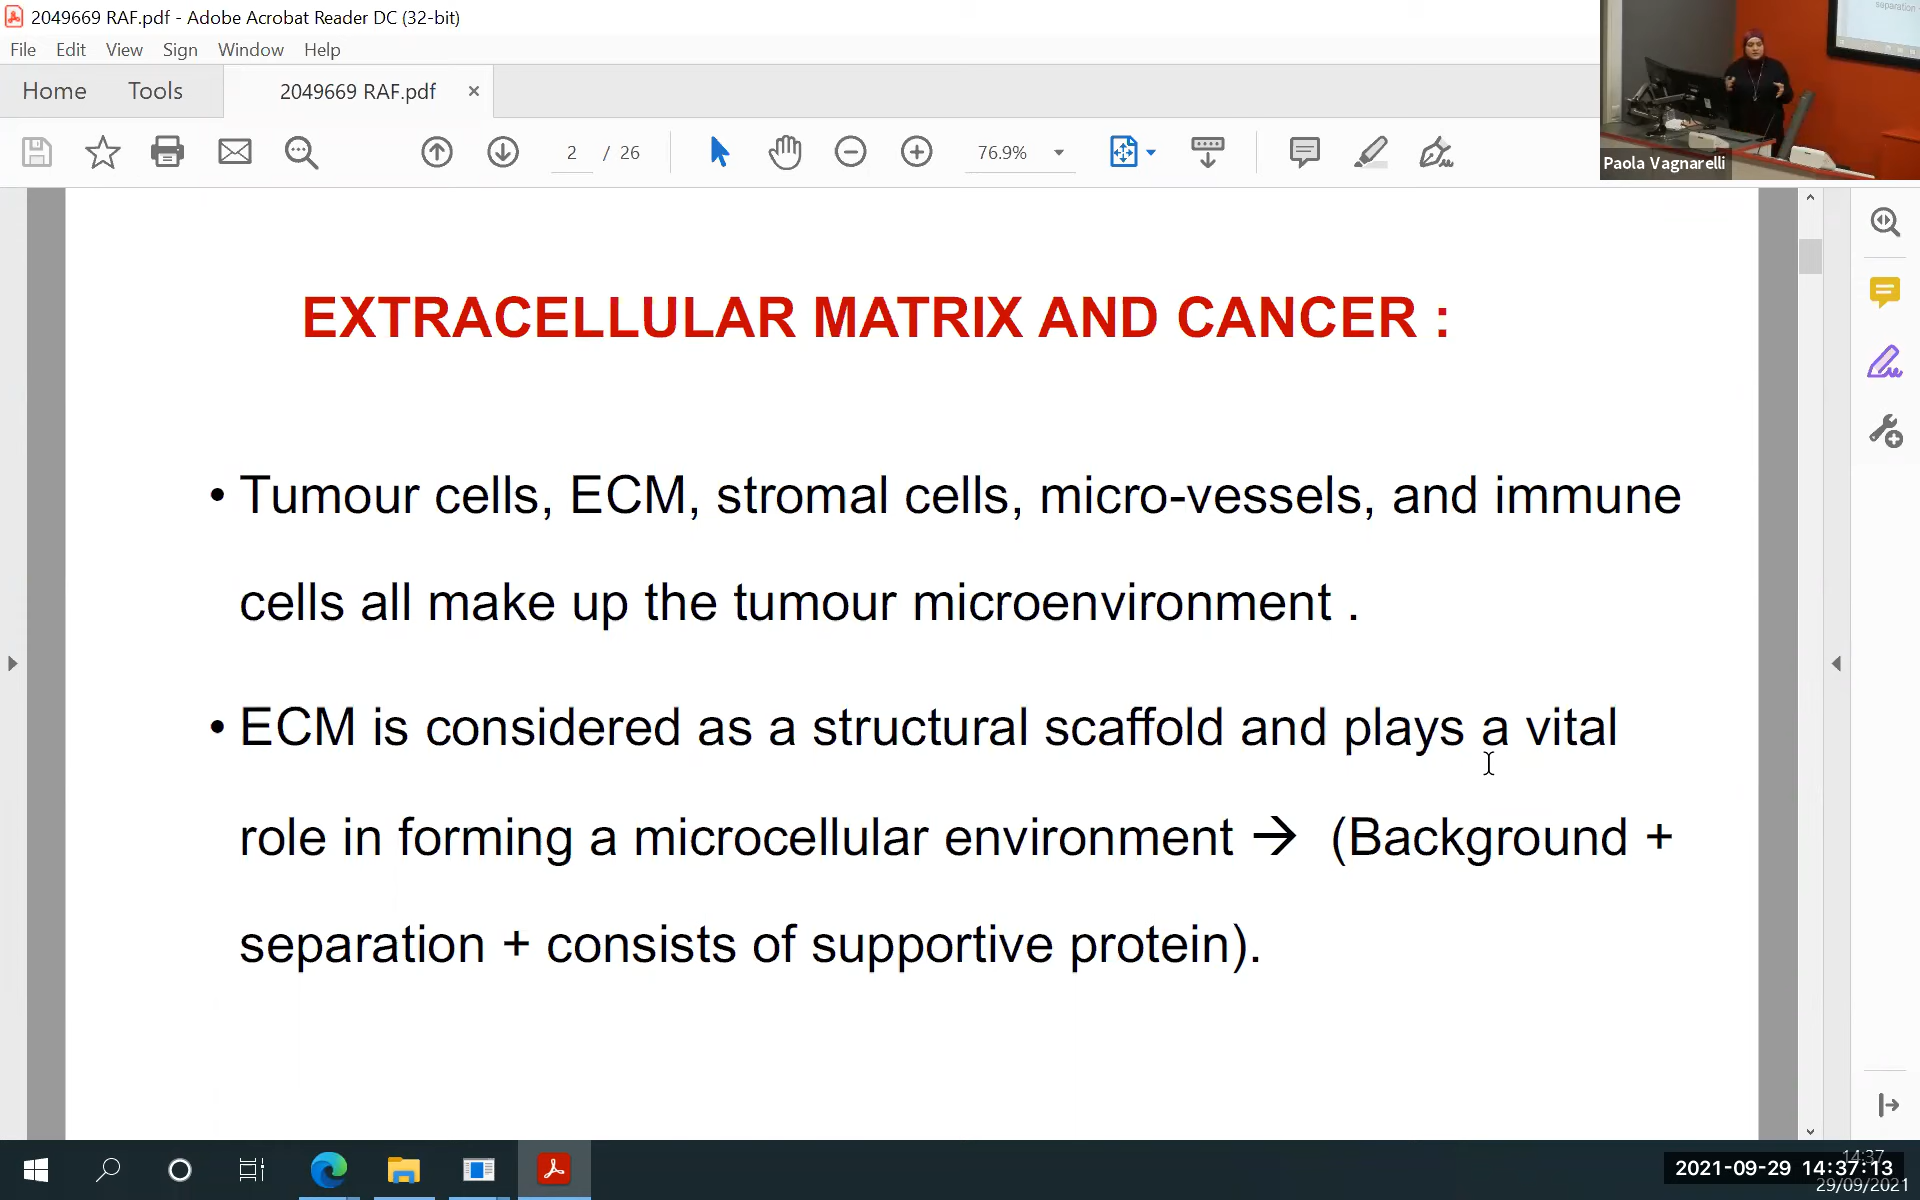 2049669 RAF.pdf - Adobe Acrobat Reader DC (32-bit)
File Edit View Sign Window Help
Home Tools 2049669 RAF.pdf ×
2 / 26 76.9%
separation
Paola Vagnarelli
EXTRACELLULAR MATRIX AND CANCER :
• Tumour cells, ECM, stromal cells, micro-vessels, and immune
cells all make up the tumour microenvironment .
• ECM is considered as a structural scaffold and plays a vital
role in forming a microcellular environment → (Background +
separation + consists of supportive protein).
14:37
2021-09-29 14:37:13
29/09/2021